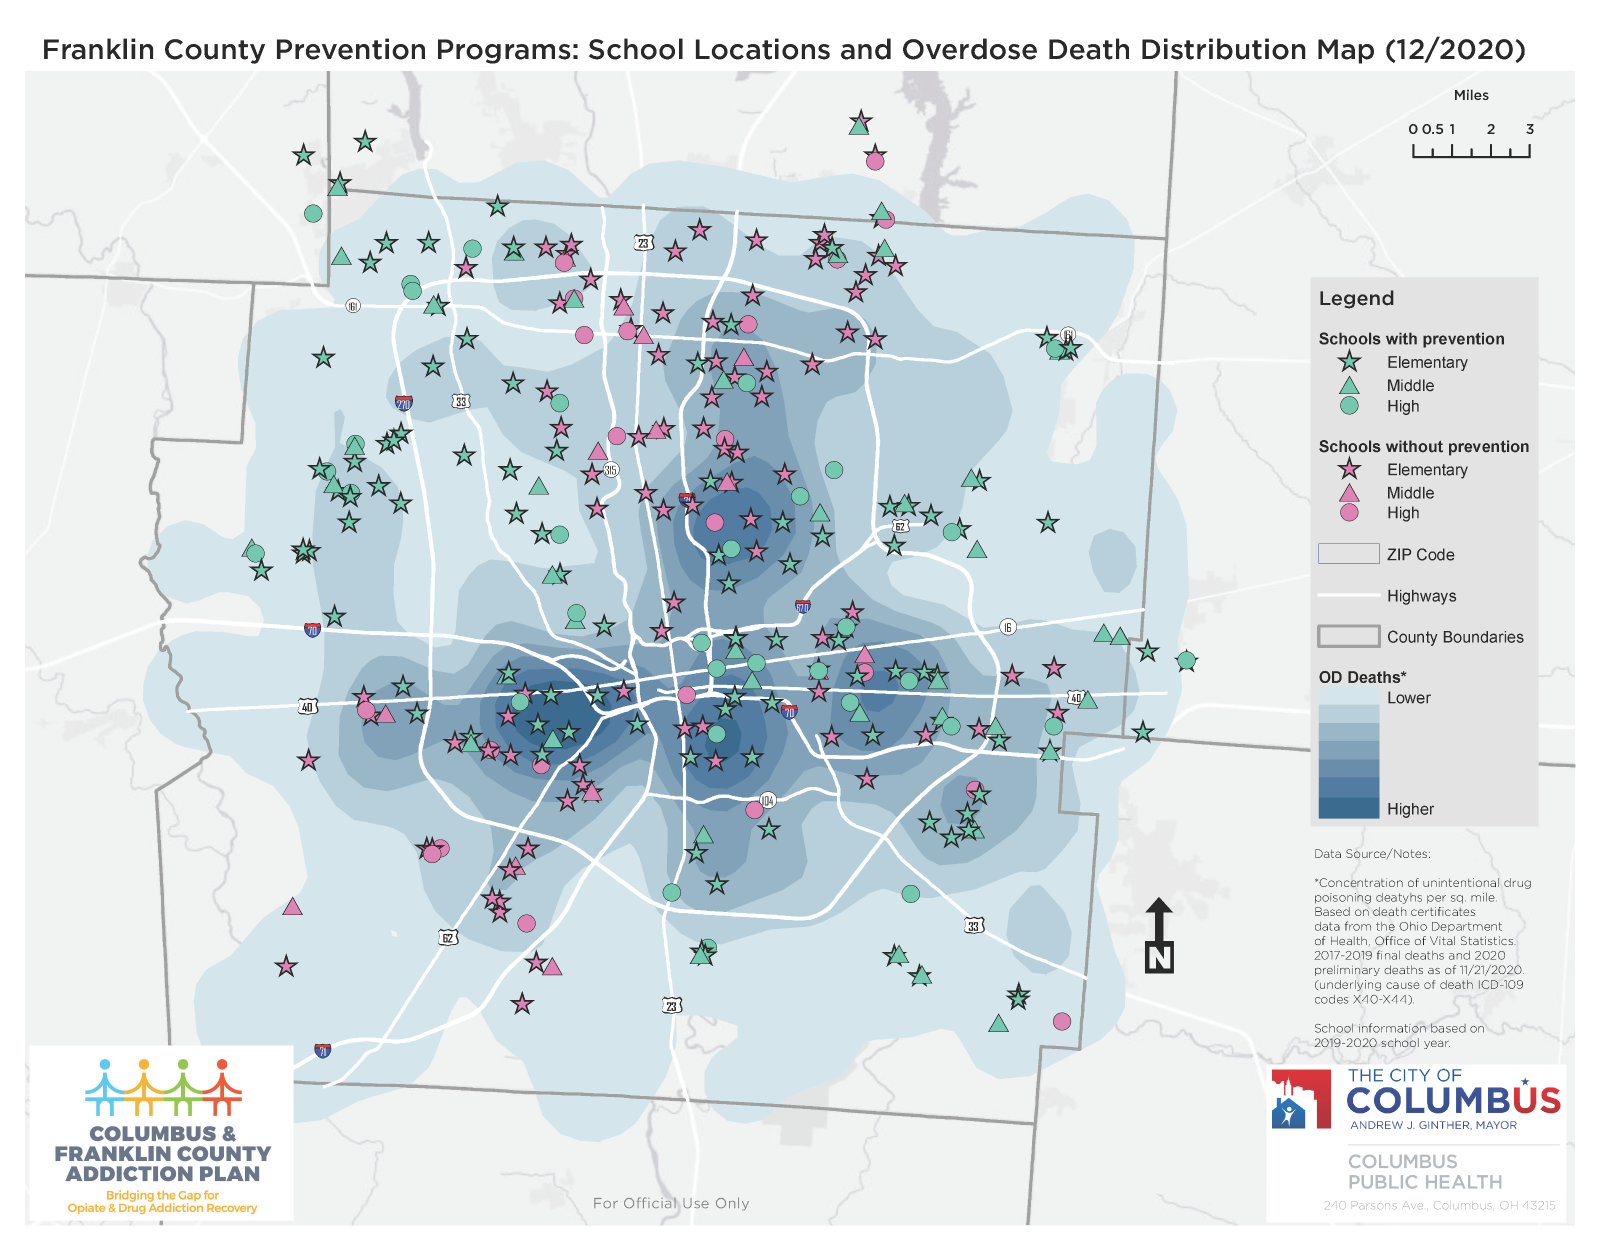 Franklin County Prevention Programs: School Locations and Overdose Death Distribution Map (12/2020)
Miles
0 0.5 1 2 3
23
161
161
Legend
Schools with prevention
Elementary
Middle
High
Schools without prevention
Elementary
Middle
High
ZIP Code
Highways
County Boundaries
OD Deaths*
Lower
Higher
270
33
315
71
62
670
70
16
40
40
70
104
62
33
23
71
Data Source/Notes:
*Concentration of unintentional drug
poisoning deatyhs per sq. mile.
Based on death certificates
data from the Ohio Department
of Health, Office of Vital Statistics.
2017-2019 final deaths and 2020
preliminary deaths as of 11/21/2020.
(underlying cause of death ICD-109
codes X40-X44).
School information based on
2019-2020 school year.
N
COLUMBUS &
FRANKLIN COUNTY
ADDICTION PLAN
Bridging the Gap for
Opiate & Drug Addiction Recovery
For Official Use Only
THE CITY OF
COLUMBUS
ANDREW J. GINTHER, MAYOR
COLUMBUS
PUBLIC HEALTH
240 Parsons Ave., Columbus, OH 43215